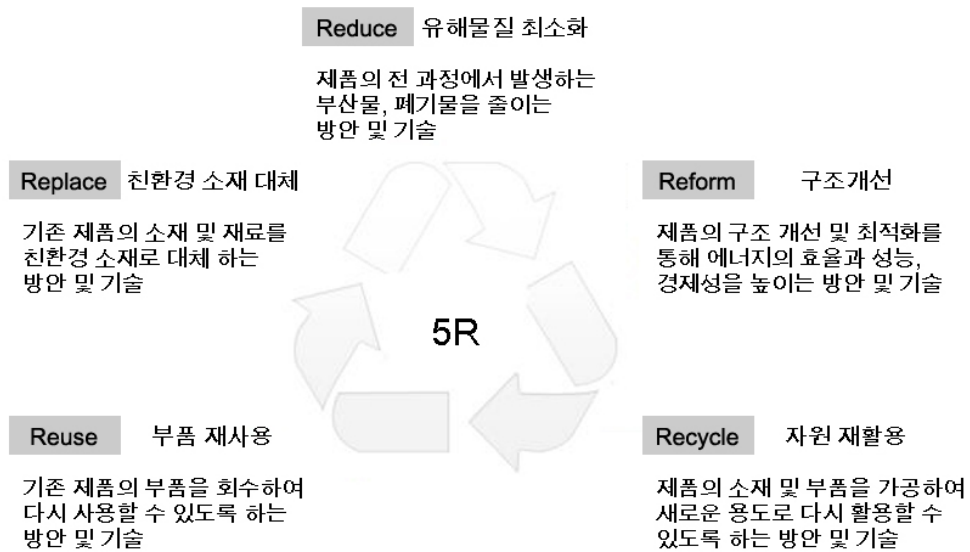 Reduce 유해물질 최소화
제품의 전 과정에서 발생하는
부산물, 폐기물을 줄이는
방안 및 기술
Replace 친환경 소재 대체
기존 제품의 소재 및 재료를
친환경 소재로 대체 하는
방안 및 기술
Reform 구조개선
제품의 구조 개선 및 최적화를
통해 에너지의 효율과 성능,
경제성을 높이는 방안 및 기술
5R
Reuse 부품 재사용
기존 제품의 부품을 회수하여
다시 사용할 수 있도록 하는
방안 및 기술
Recycle 자원 재활용
제품의 소재 및 부품을 가공하여
새로운 용도로 다시 활용할 수
있도록 하는 방안 및 기술